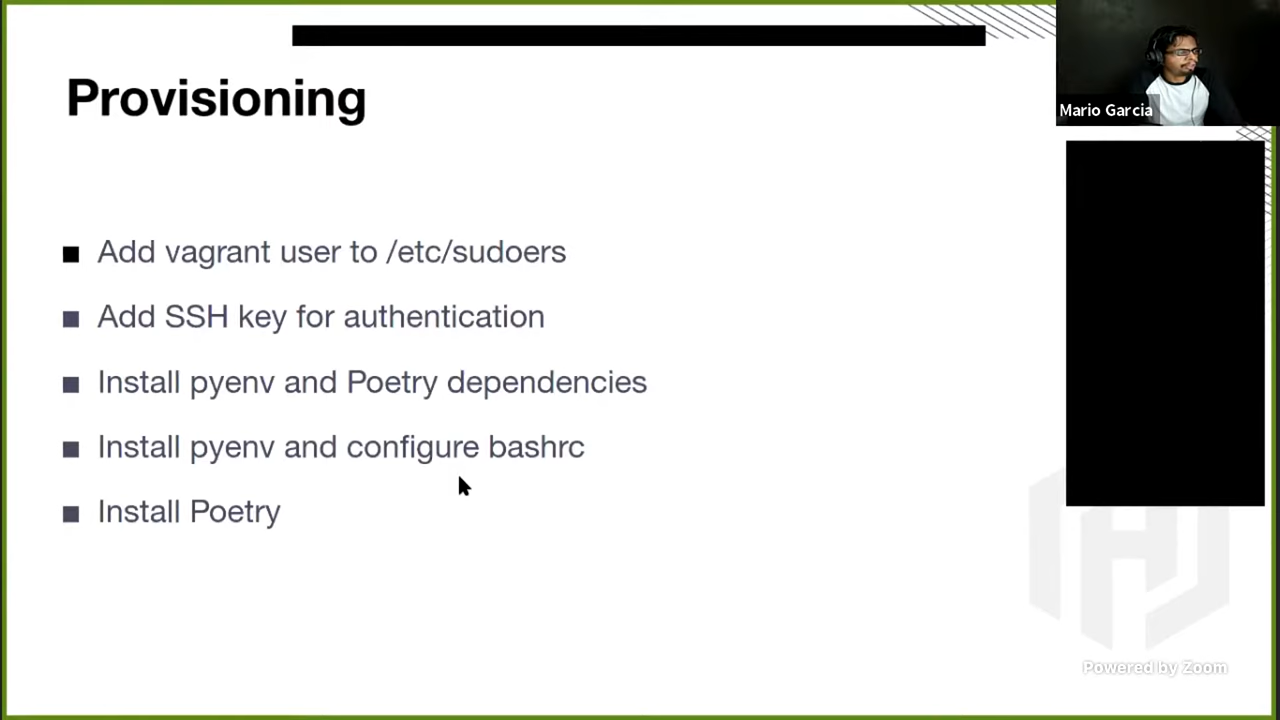 Provisioning
Mario Garcia
Add vagrant user to /etc/sudoers
Add SSH key for authentication
Install pyenv and Poetry dependencies
Install pyenv and configure bashrc
Install Poetry
Powered by Zoom